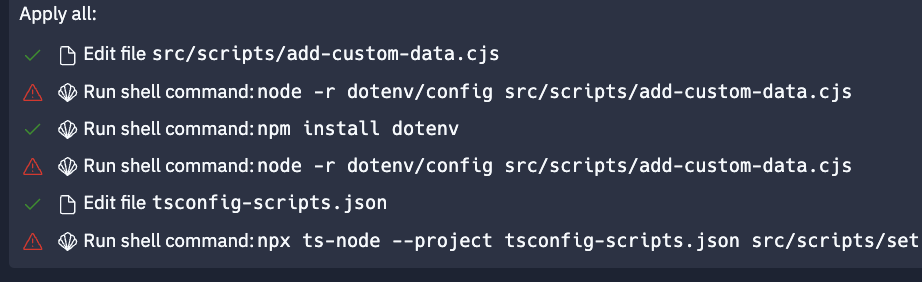 Apply all:
Edit file src/scripts/add-custom-data.cjs
Run shell command: node -r dotenv/config src/scripts/add-custom-data.cjs
Run shell command: npm install dotenv
Run shell command: node -r dotenv/config src/scripts/add-custom-data.cjs
Edit file tsconfig-scripts.json
Run shell command: npx ts-node --project tsconfig-scripts.json src/scripts/set